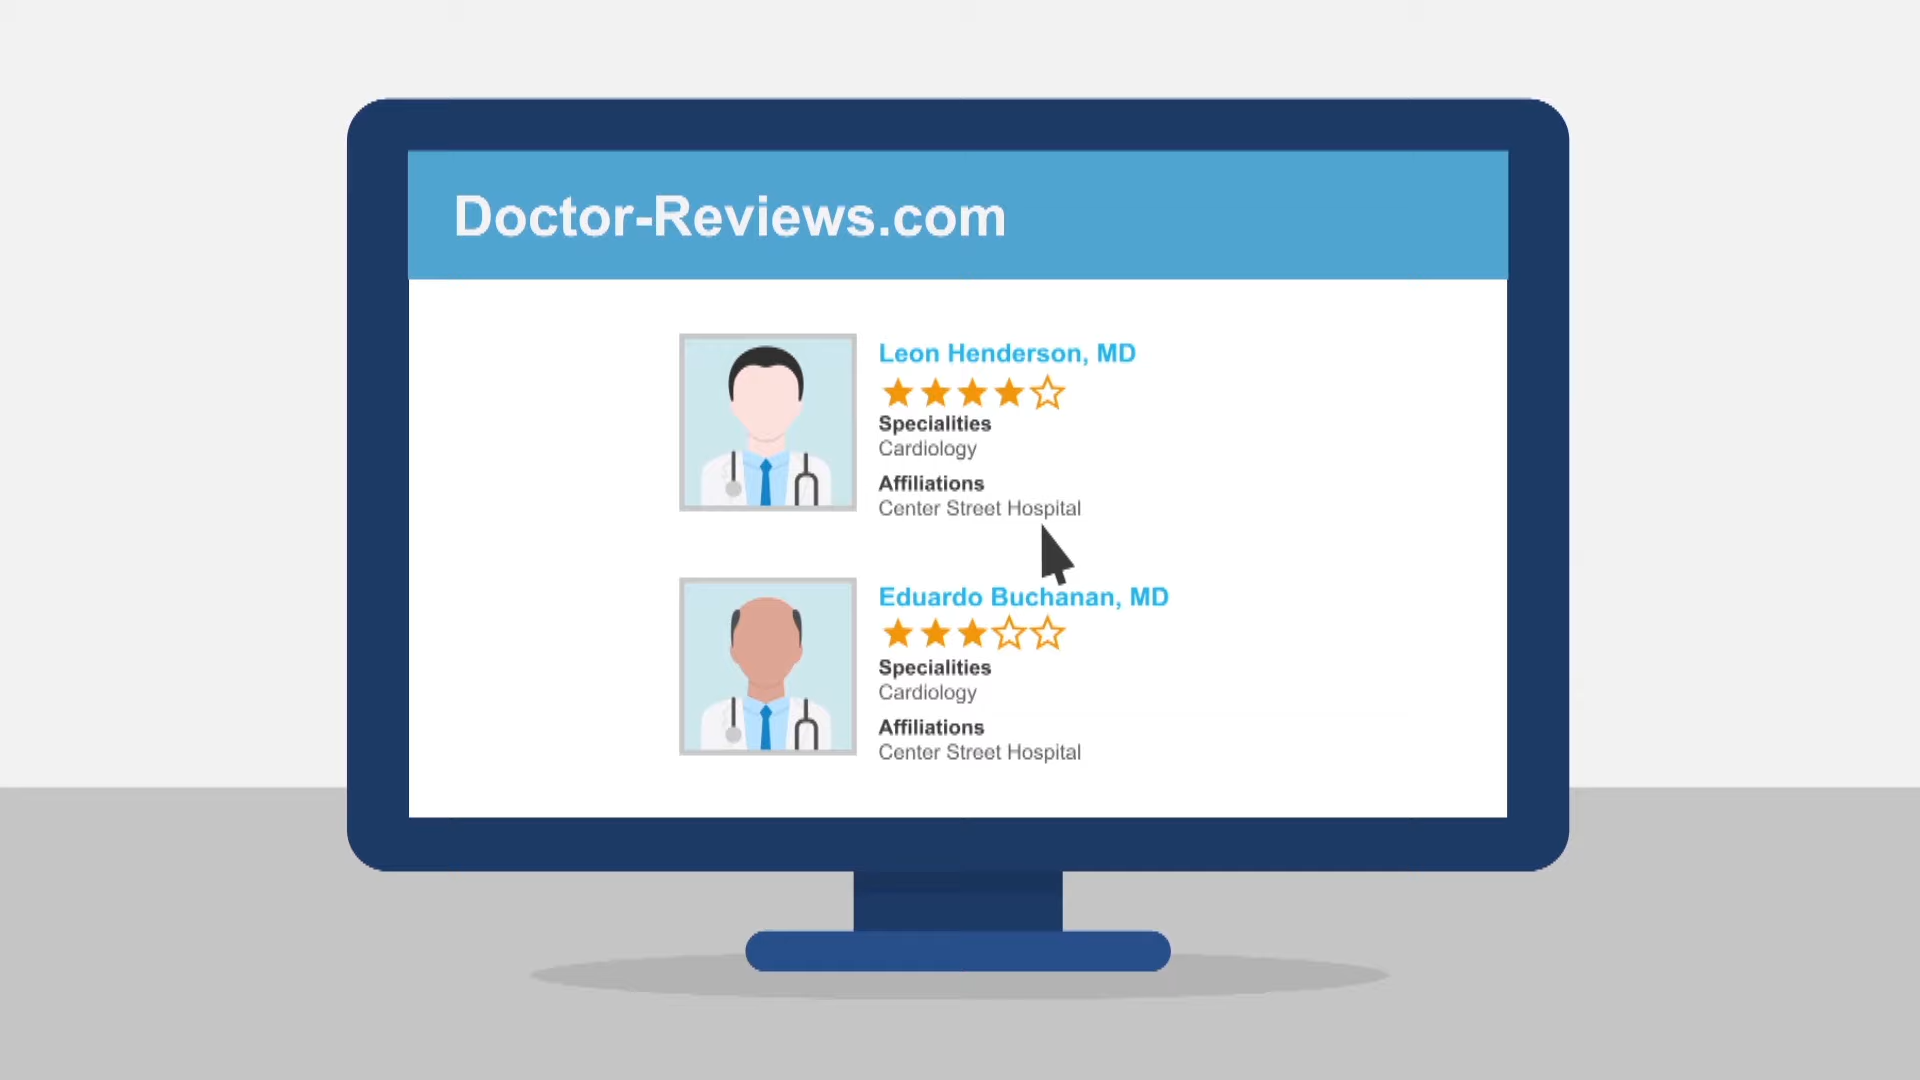 Doctor-Reviews.com
Leon Henderson, MD
Specialities
Cardiology
Affiliations
Center Street Hospital
Eduardo Buchanan, MD
Specialities
Cardiology
Affiliations
Center Street Hospital